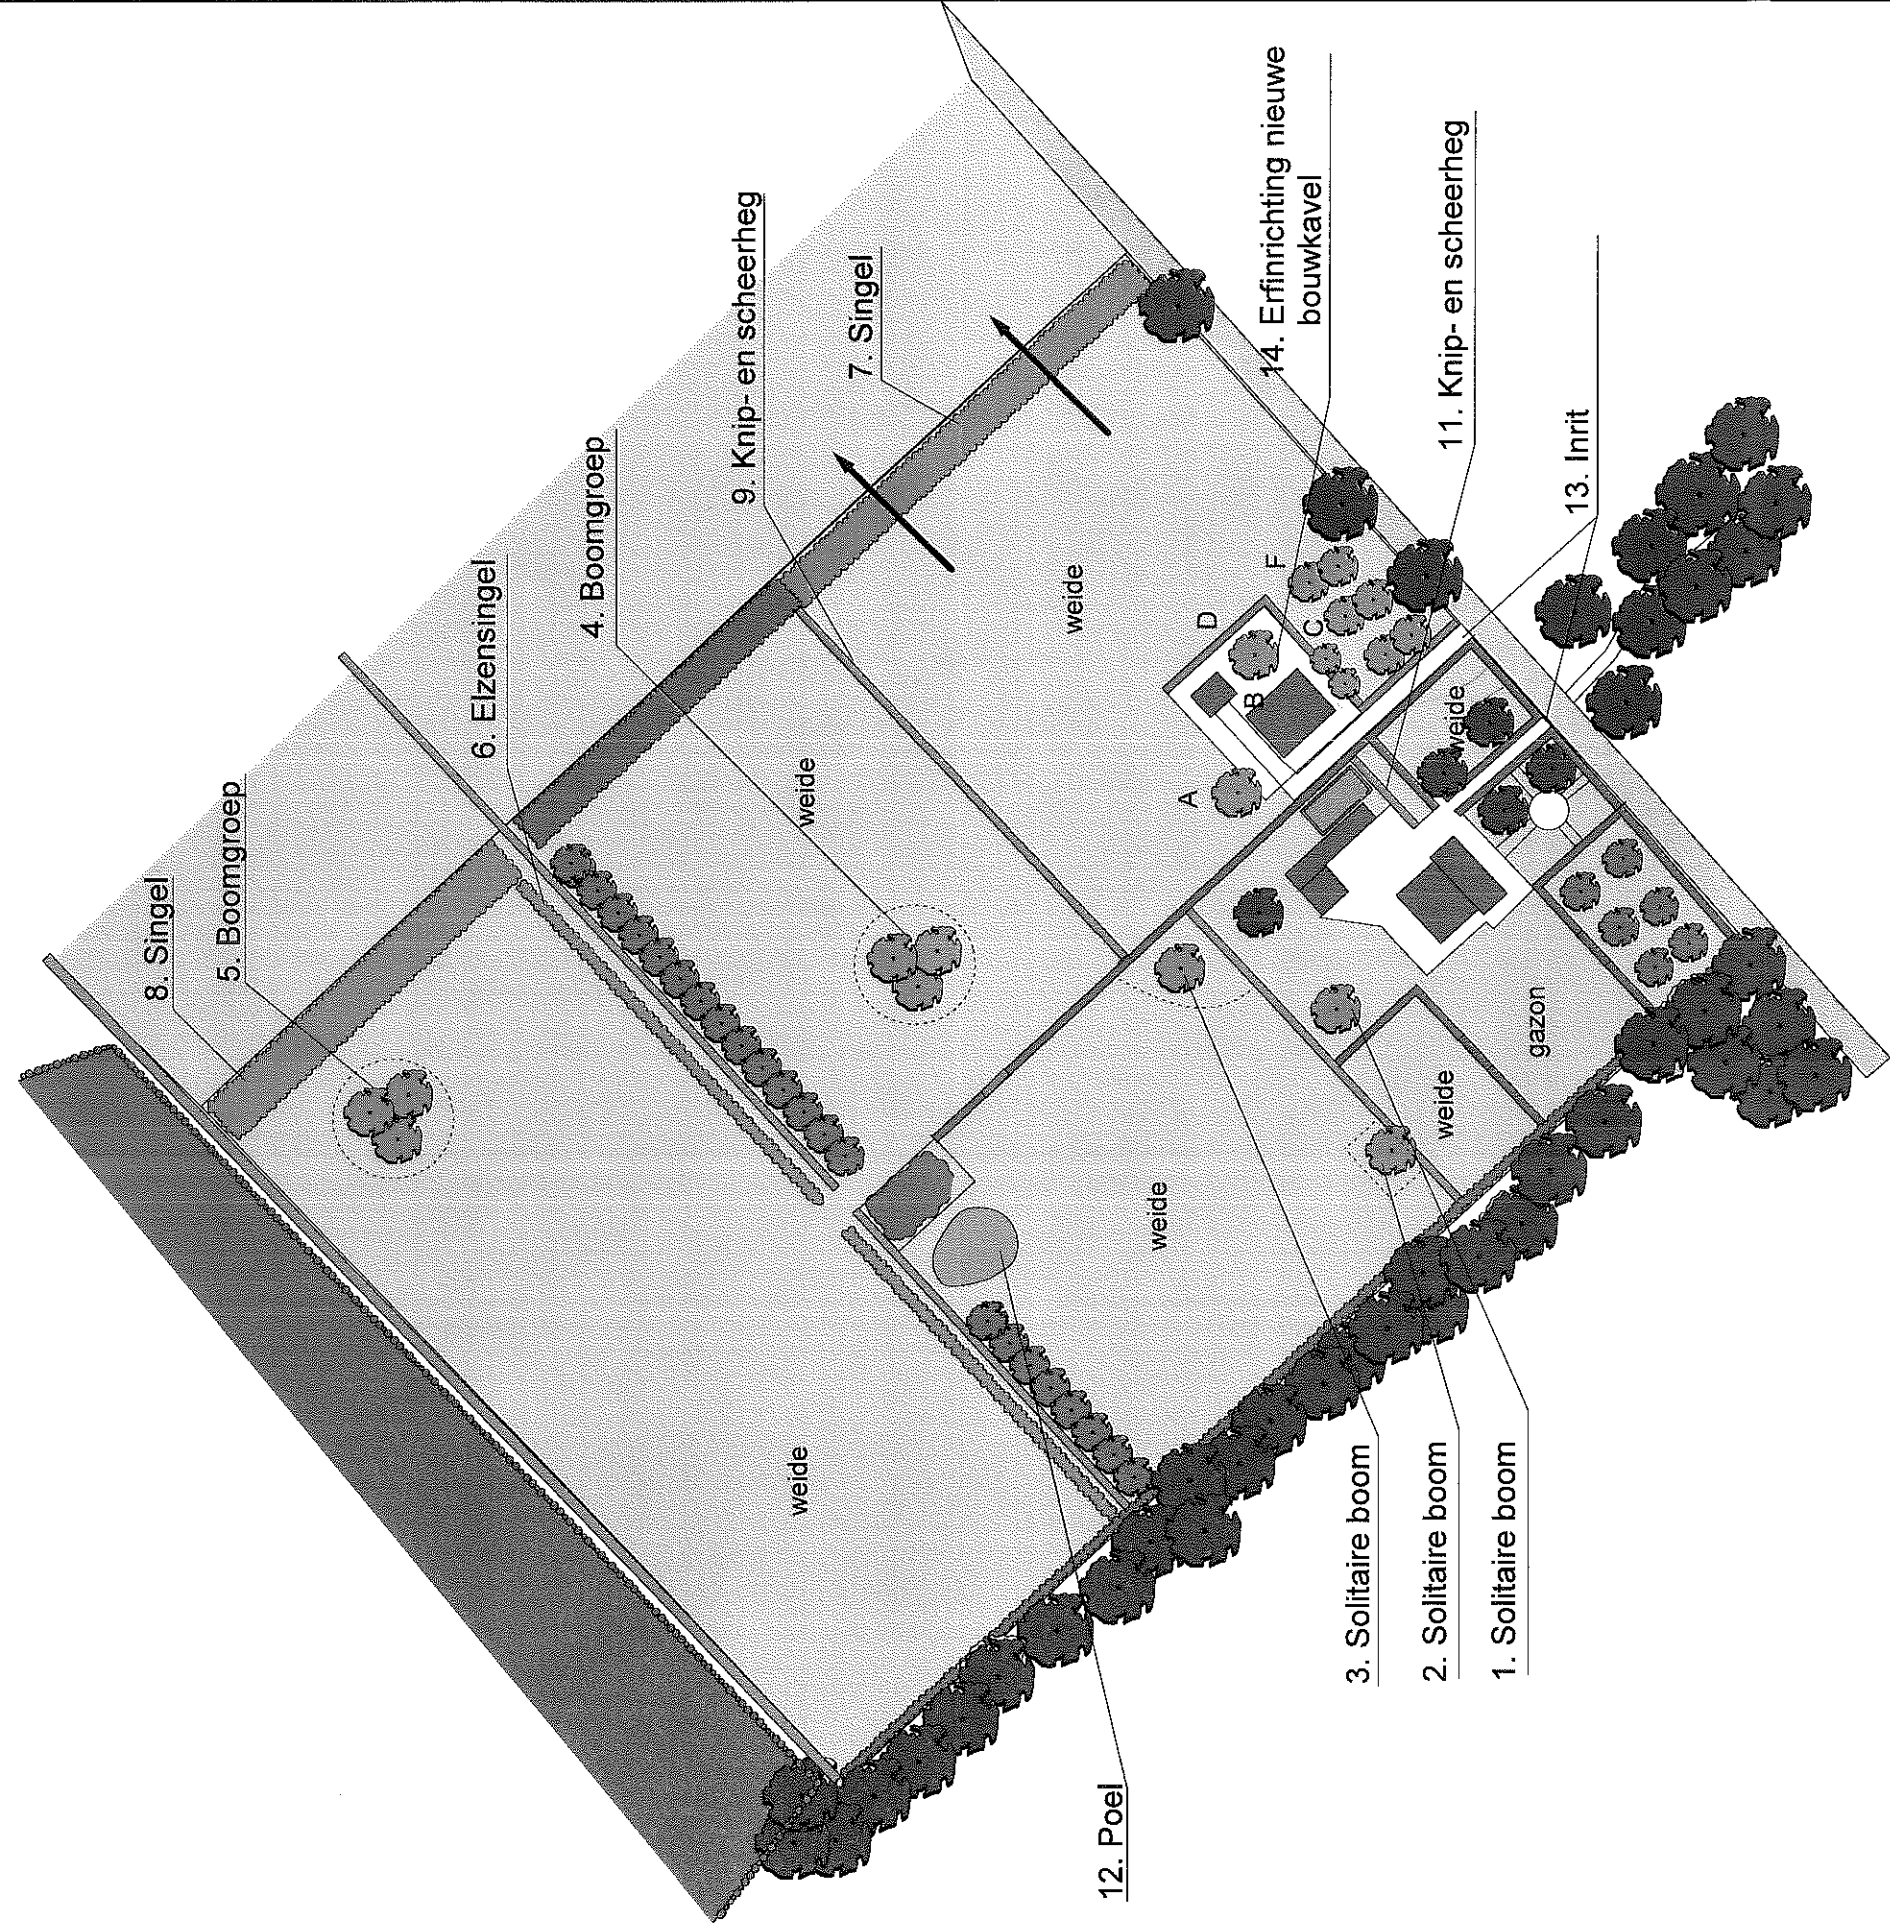 8. Singel
5. Boomgroep
6. Elzensingel
4. Boomgroep
9. Knip- en scheerheg
7. Singel
14. Erfinrichting nieuwe
bouwkavel
11. Knip- en scheerheg
13. Inrit
weide
weide
weide
weide
weide
weide
gazon
A
B
C
D
F
12. Poel
3. Solitaire boom
2. Solitaire boom
1. Solitaire boom